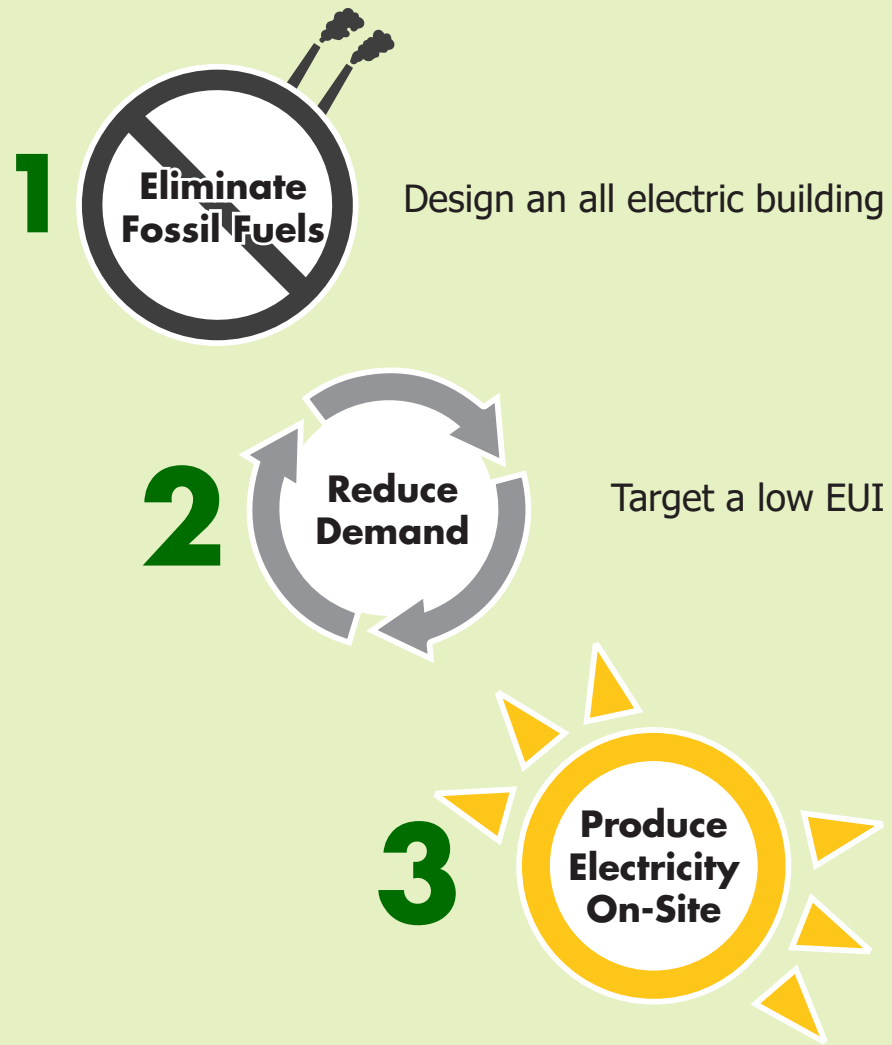 1
Eliminate
Fossil Fuels
Design an all electric building
2
Reduce
Demand
Target a low EUI
3
Produce
Electricity
On-Site